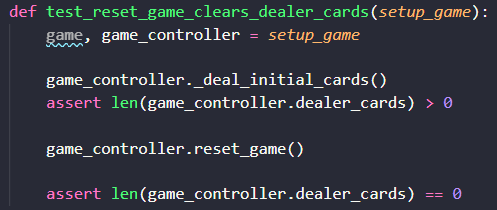 def test_reset_game_clears_dealer_cards(setup_game):
    game, game_controller = setup_game

    game_controller._deal_initial_cards()
    assert len(game_controller.dealer_cards) > 0

    game_controller.reset_game()

    assert len(game_controller.dealer_cards) == 0